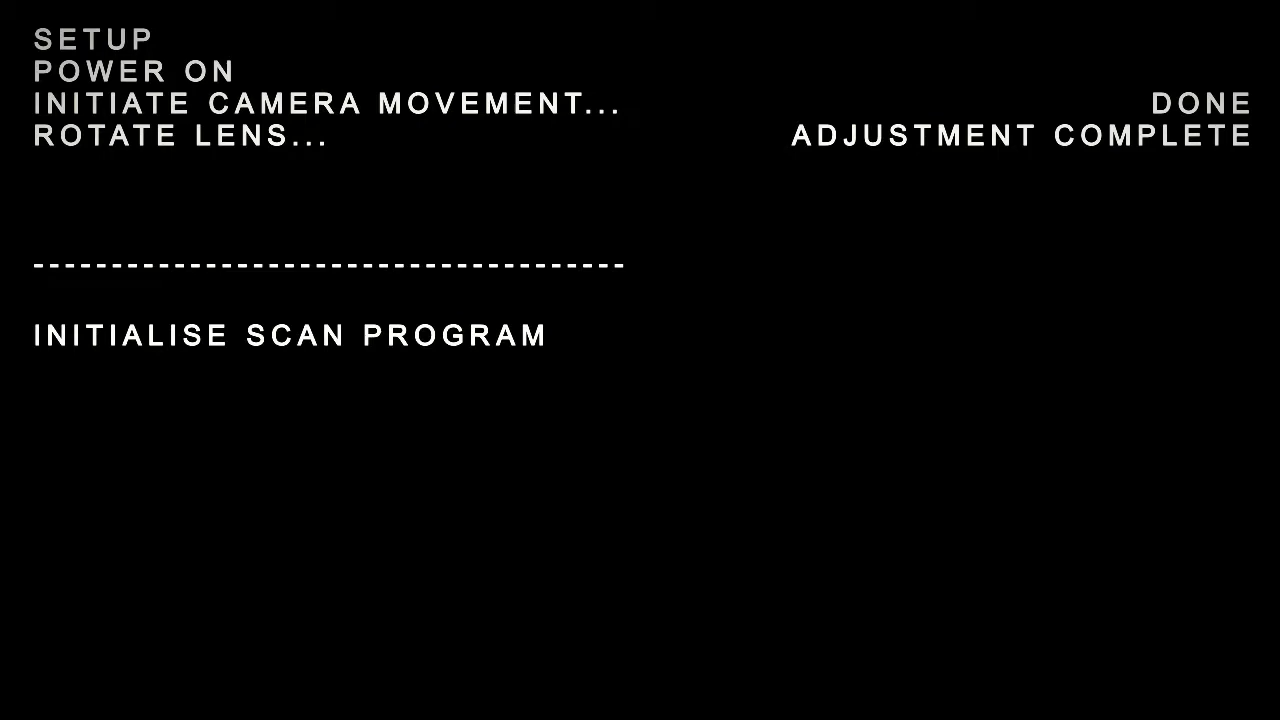 SETUP
POWER ON
INITIATE CAMERA MOVEMENT... DONE
ROTATE LENS... ADJUSTMENT COMPLETE
---------------------------------------
INITIALISE SCAN PROGRAM